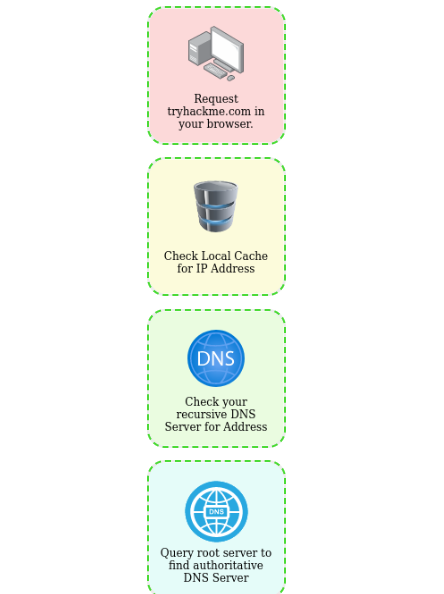 Request
tryhackme.com in
your browser.
Check Local Cache
for IP Address
DNS
Check your
recursive DNS
Server for Address
DNS
Query root server to
find authoritative
DNS Server